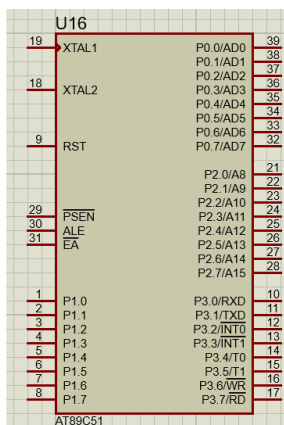 U16
19 XTAL1 P0.0/AD0 39
P0.1/AD1 38
P0.2/AD2 37
18 XTAL2 P0.3/AD3 36
P0.4/AD4 35
P0.5/AD5 34
P0.6/AD6 33
9 RST P0.7/AD7 32
P2.0/A8 21
P2.1/A9 22
P2.2/A10 23
29 PSEN P2.3/A11 24
30 ALE P2.4/A12 25
31 EA P2.5/A13 26
P2.6/A14 27
P2.7/A15 28
1 P1.0 P3.0/RXD 10
2 P1.1 P3.1/TXD 11
3 P1.2 P3.2/INT0 12
4 P1.3 P3.3/INT1 13
5 P1.4 P3.4/T0 14
6 P1.5 P3.5/T1 15
7 P1.6 P3.6/WR 16
8 P1.7 P3.7/RD 17
AT89C51